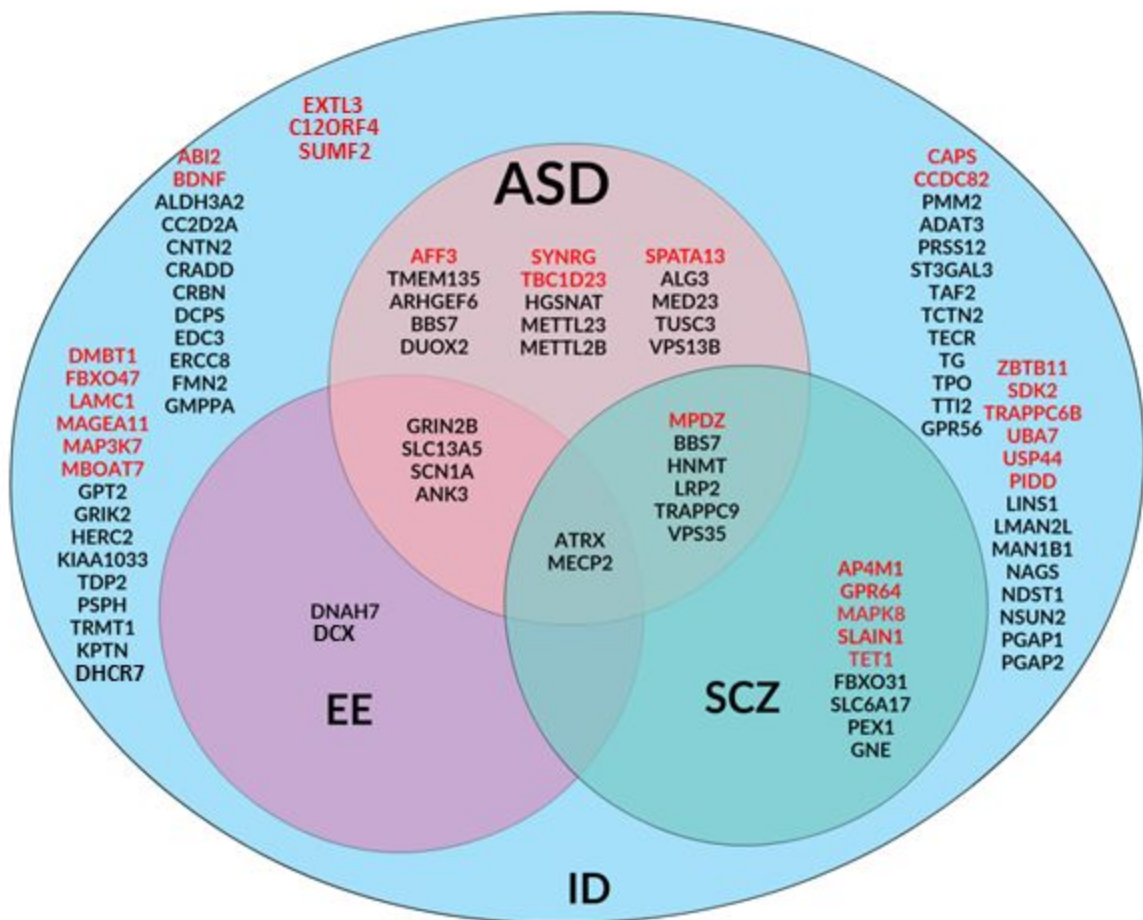 EXTL3
C12ORF4
SUMF2
ABI2
BDNF
ALDH3A2
CC2D2A
CNTN2
CRADD
CRBN
DCPS
EDC3
ERCC8
FMN2
GMPPA
DMBT1
FBXO47
LAMC1
MAGEA11
MAP3K7
MBOAT7
GPT2
GRIK2
HERC2
KIAA1033
TDP2
PSPH
TRMT1
KPTN
DHCR7
ASD
AFF3
TMEM135
ARHGEF6
BBS7
DUOX2
SYNRG
TBC1D23
HGSNAT
METTL23
METTL2B
SPATA13
ALG3
MED23
TUSC3
VPS13B
GRIN2B
SLC13A5
SCN1A
ANK3
MPDZ
BBS7
HNMT
LRP2
TRAPPC9
VPS35
ATRX
MECP2
DNAH7
DCX
EE
SCZ
AP4M1
GPR64
MAPK8
SLAIN1
TET1
FBXO31
SLC6A17
PEX1
GNE
CAPS
CCDC82
PMM2
ADAT3
PRSS12
ST3GAL3
TAF2
TCTN2
TECR
TG
TPO
TTI2
GPR56
ZBTB11
SDK2
TRAPPC6B
UBA7
USP44
PIDD
LINS1
LMAN2L
MAN1B1
NAGS
NDST1
NSUN2
PGAP1
PGAP2
ID